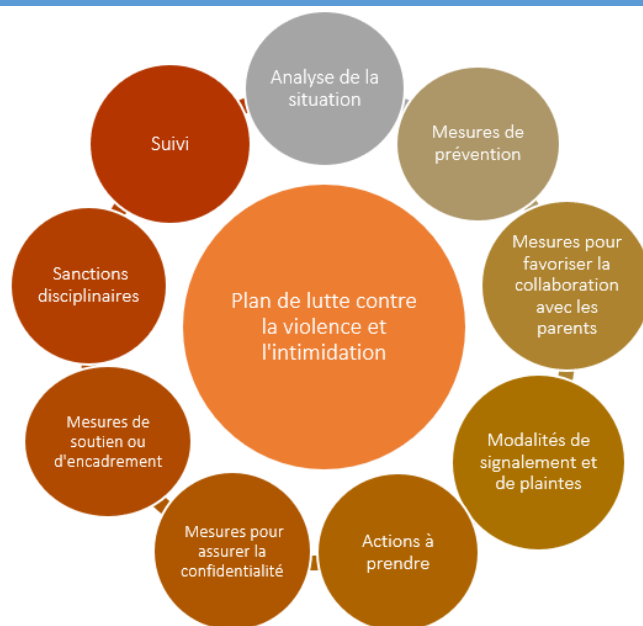 Analyse de la
situation
Mesures de
prévention
Mesures pour
favoriser la
collaboration
avec les
parents
Modalités de
signalement et
de plaintes
Actions à
prendre
Mesures pour
assurer la
confidentialité
Mesures de
soutien ou
d'encadrement
Sanctions
disciplinaires
Suivi
Plan de lutte contre
la violence et
l'intimidation